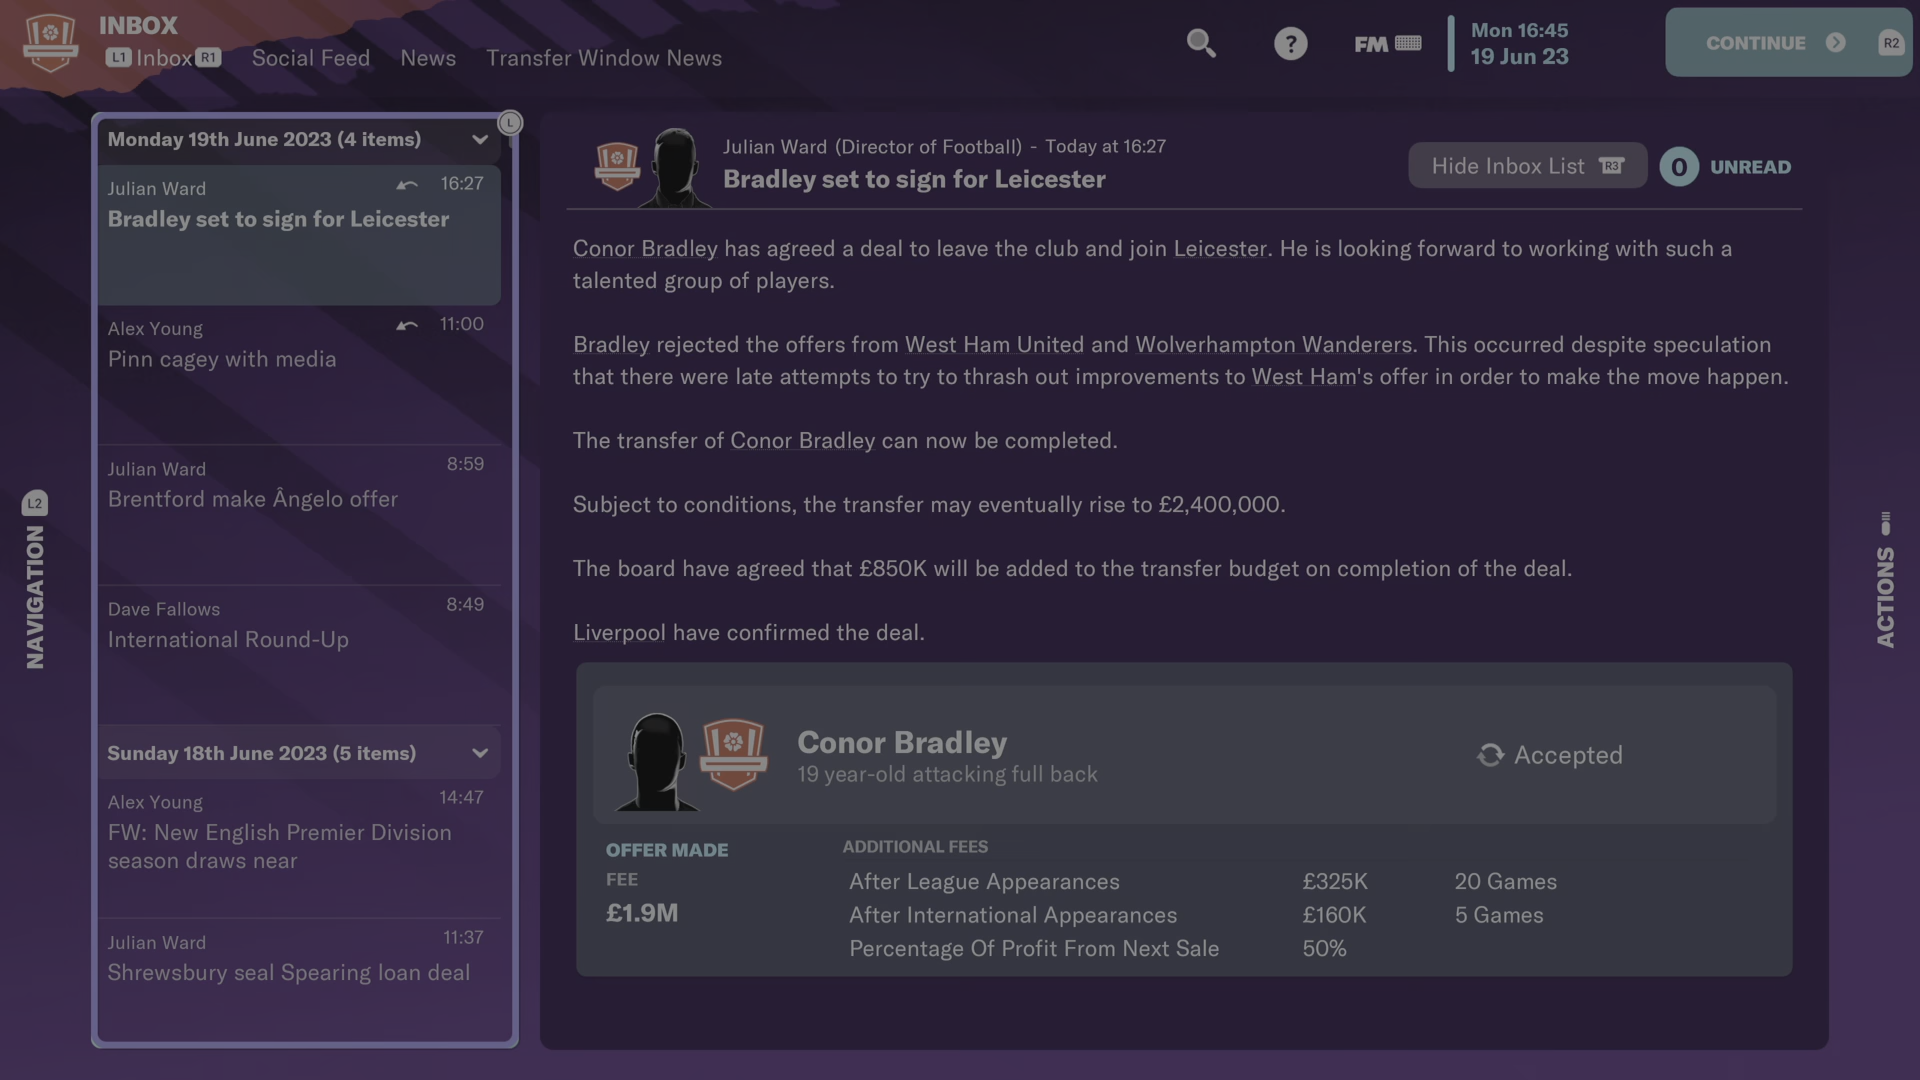 INBOX
L1 Inbox R1 Social Feed News Transfer Window News
? FM
Mon 16:45
19 Jun 23
CONTINUE R2
L2 NAVIGATION
L
Monday 19th June 2023 (4 items)
Julian Ward 16:27
Bradley set to sign for Leicester
Alex Young 11:00
Pinn cagey with media
Julian Ward 8:59
Brentford make Ângelo offer
Dave Fallows 8:49
International Round-Up
Sunday 18th June 2023 (5 items)
Alex Young 14:47
FW: New English Premier Division
season draws near
Julian Ward 11:37
Shrewsbury seal Spearing loan deal
Julian Ward (Director of Football) - Today at 16:27
Bradley set to sign for Leicester
Hide Inbox List R3 0 UNREAD
Conor Bradley has agreed a deal to leave the club and join Leicester. He is looking forward to working with such a
talented group of players.
Bradley rejected the offers from West Ham United and Wolverhampton Wanderers. This occurred despite speculation
that there were late attempts to try to thrash out improvements to West Ham's offer in order to make the move happen.
The transfer of Conor Bradley can now be completed.
Subject to conditions, the transfer may eventually rise to £2,400,000.
The board have agreed that £850K will be added to the transfer budget on completion of the deal.
Liverpool have confirmed the deal.
Conor Bradley
19 year-old attacking full back
Accepted
OFFER MADE
FEE
£1.9M
ADDITIONAL FEES
After League Appearances £325K 20 Games
After International Appearances £160K 5 Games
Percentage Of Profit From Next Sale 50%
ACTIONS